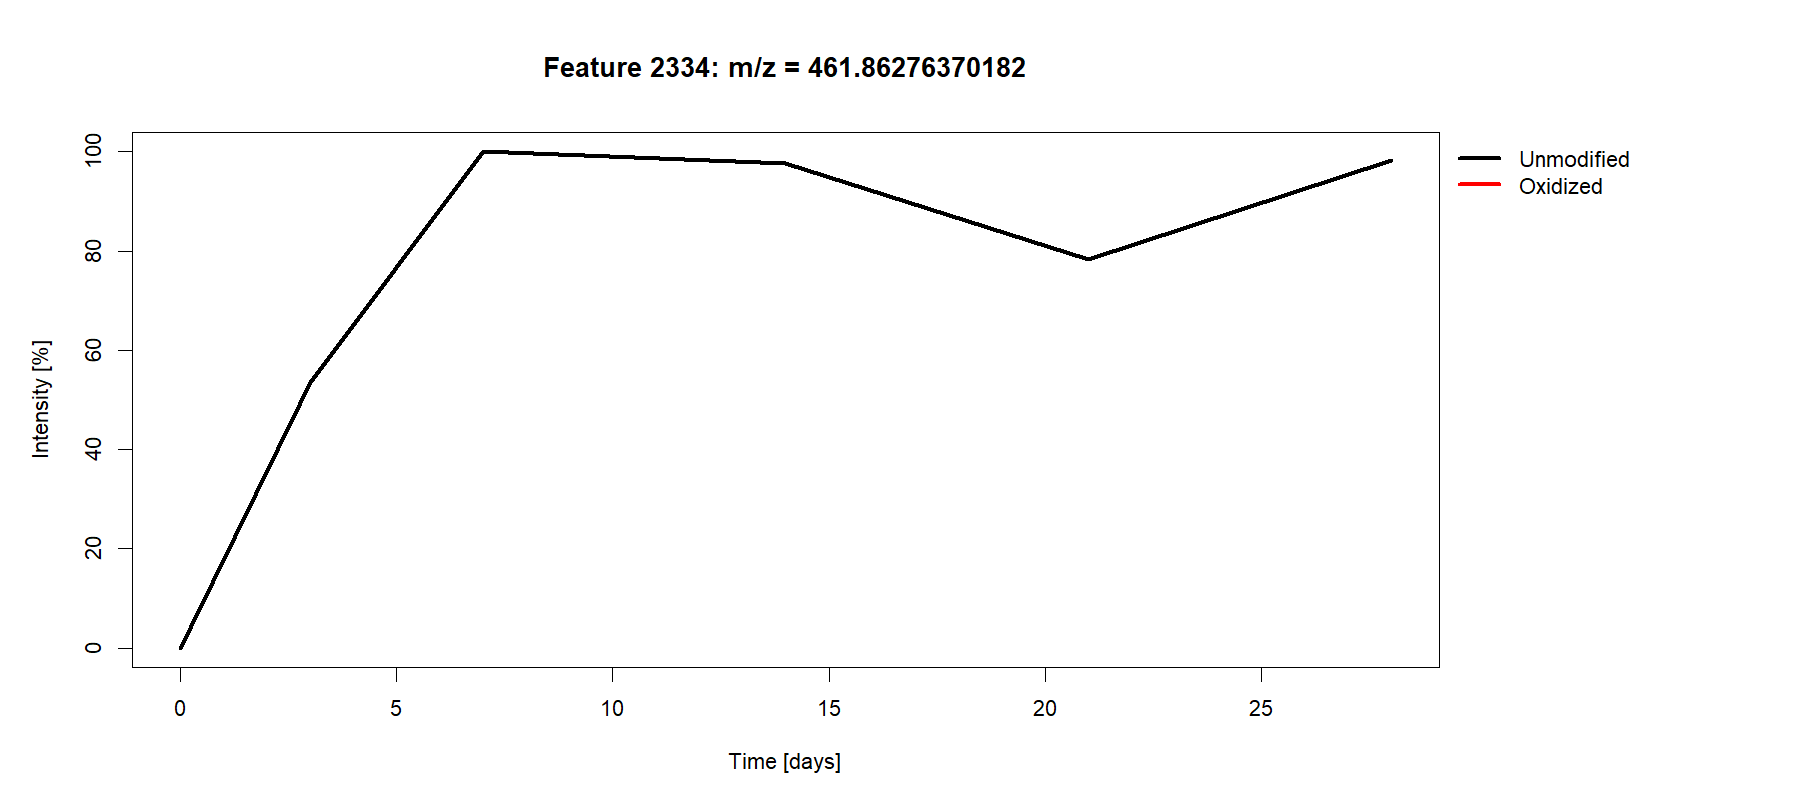 Feature 2334: m/z = 461.86276370182
Unmodified
Oxidized
Intensity [%]
100
80
60
40
20
0
0 5 10 15 20 25
Time [days]